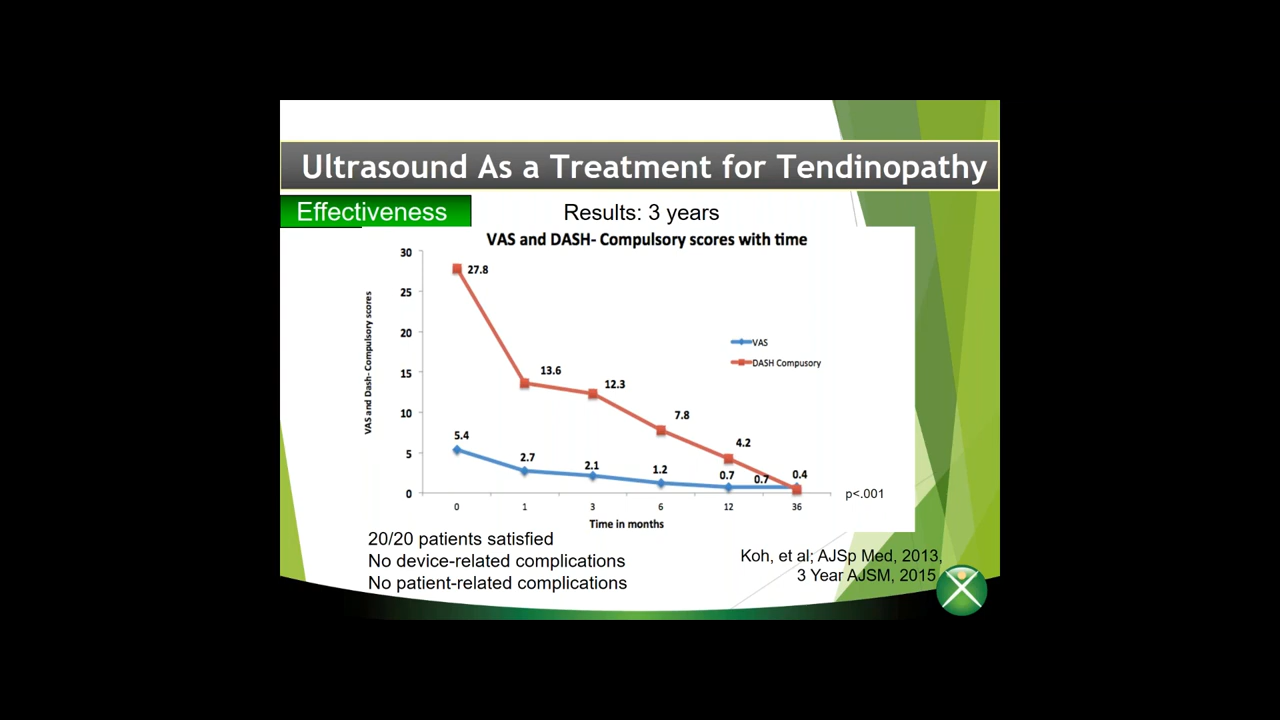 Ultrasound As a Treatment for Tendinopathy
Effectiveness
Results: 3 years
VAS and DASH- Compulsory scores with time
VAS and Dash- Compulsory scores
30
25
20
15
10
5
0
27.8
13.6
12.3
7.8
4.2
0.4
5.4
2.7
2.1
1.2
0.7
0.7
VAS
DASH Compusory
0 1 3 6 12 36
Time in months
p<.001
20/20 patients satisfied
No device-related complications
No patient-related complications
Koh, et al; AJSp Med, 2013,
3 Year AJSM, 2015